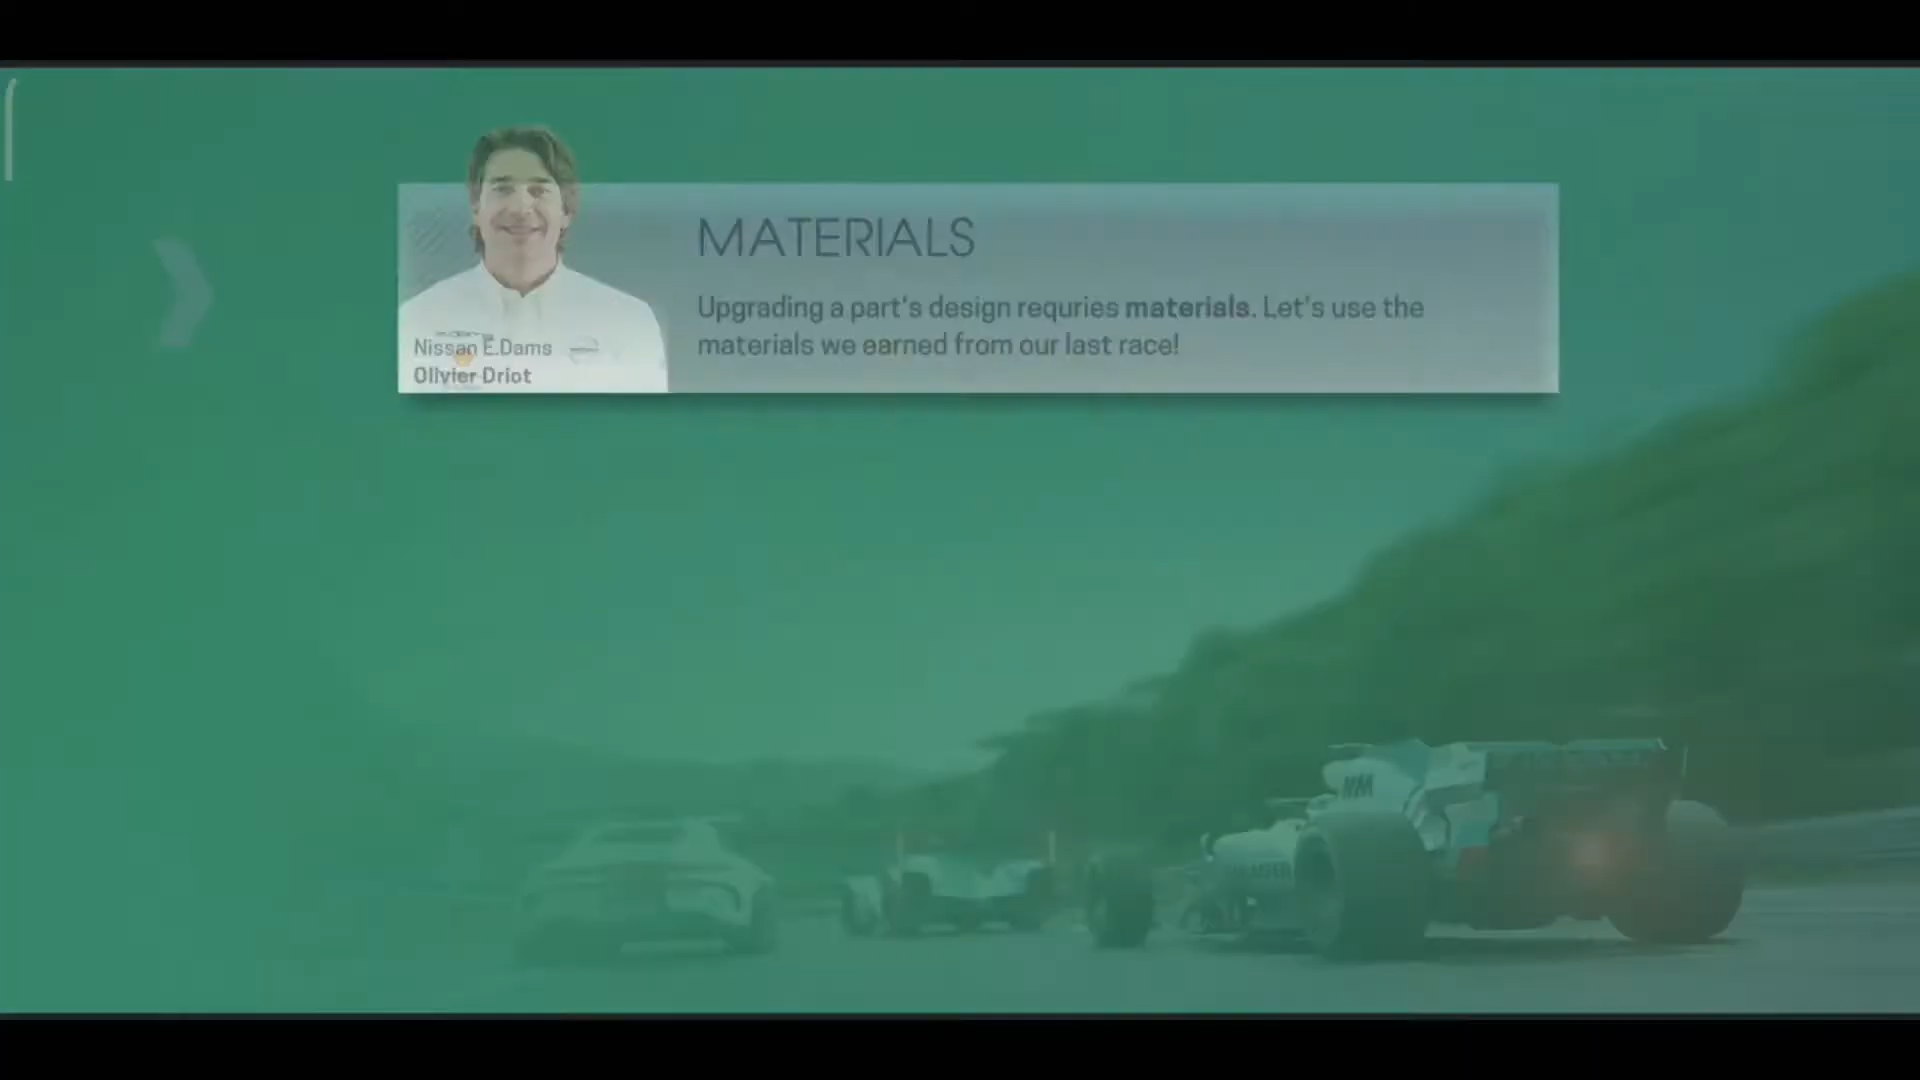 MATERIALS
Upgrading a part's design requries materials. Let's use the
materials we earned from our last race!
Nissan E.Dams
Olivier Driot